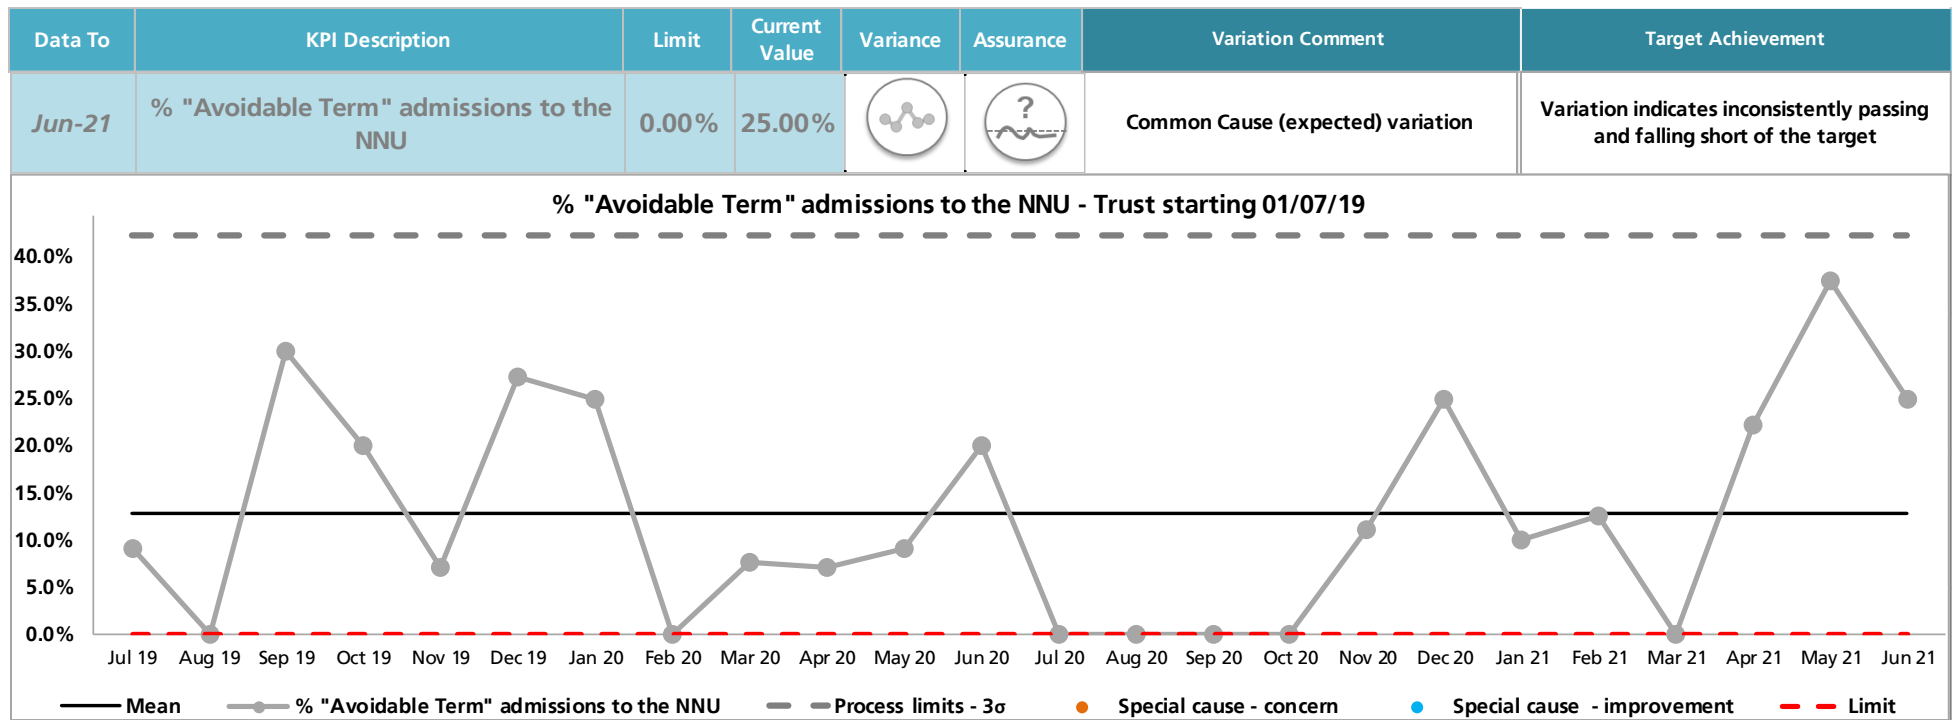 Data To
KPI Description
Limit
Current
Value
Variance
Assurance
Variation Comment
Target Achievement
Jun-21
% "Avoidable Term" admissions to the
NNU
0.00%
25.00%
?
Common Cause (expected) variation
Variation indicates inconsistently passing
and falling short of the target
% "Avoidable Term" admissions to the NNU - Trust starting 01/07/19
40.0%
35.0%
30.0%
25.0%
20.0%
15.0%
10.0%
5.0%
0.0%
Jul 19 Aug 19 Sep 19 Oct 19 Nov 19 Dec 19 Jan 20 Feb 20 Mar 20 Apr 20 May 20 Jun 20 Jul 20 Aug 20 Sep 20 Oct 20 Nov 20 Dec 20 Jan 21 Feb 21 Mar 21 Apr 21 May 21 Jun 21
Mean % "Avoidable Term" admissions to the NNU Process limits - 3σ Special cause - concern Special cause - improvement Limit